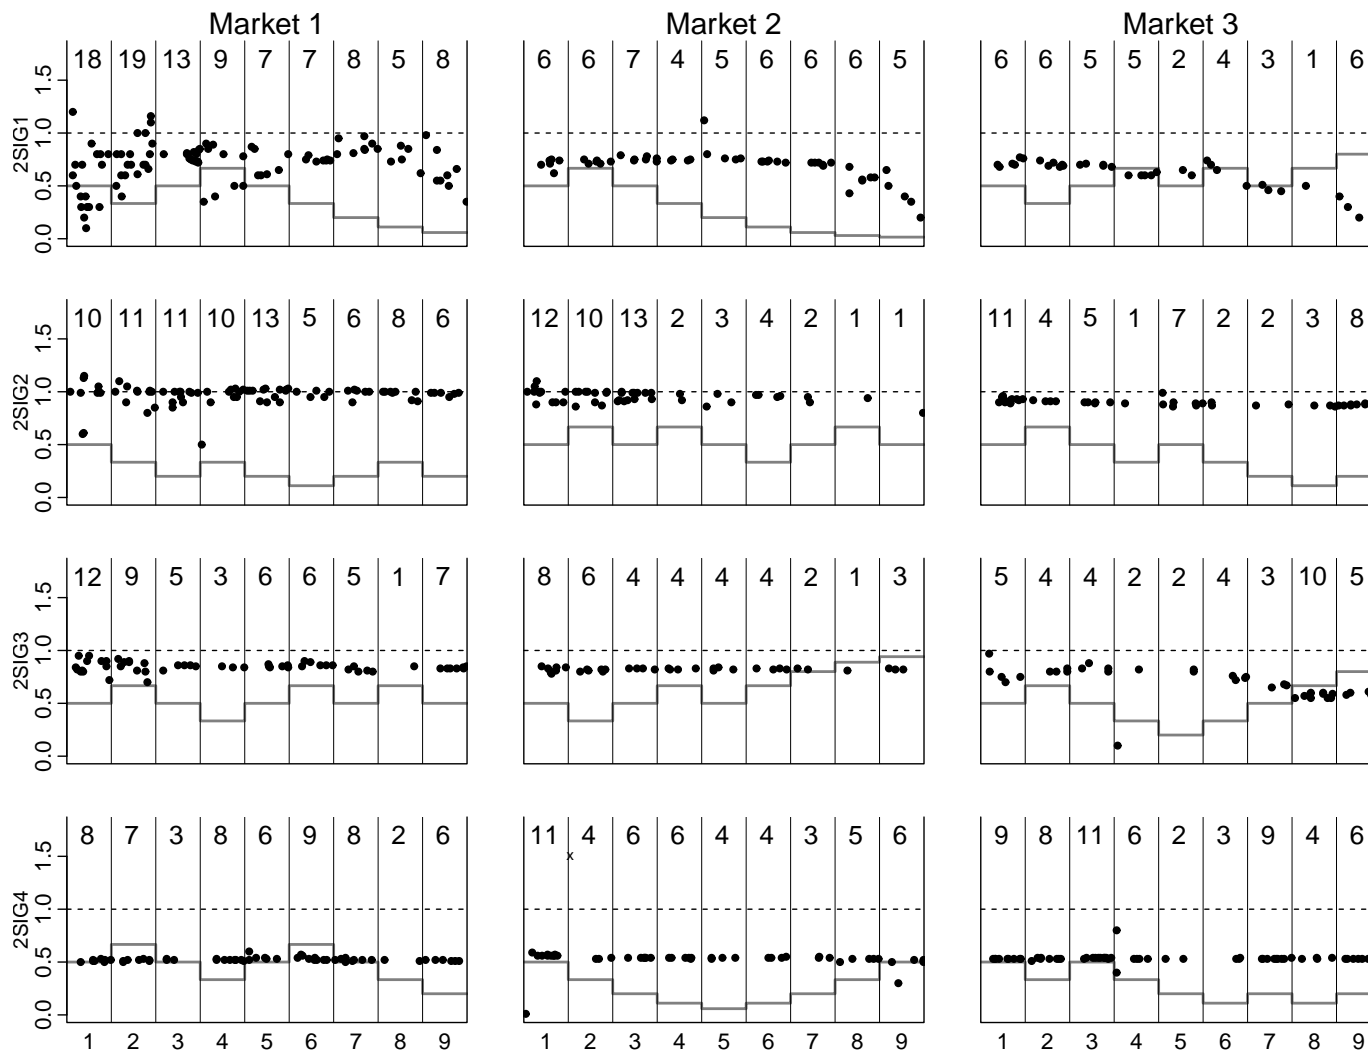 Market 1 Market 2 Market 3
18 19 13 9 7 7 8 5 8 6 6 7 4 5 6 6 6 5 6 6 5 5 2 4 3 1 6
2SIG1
0.0 0.5 1.0 1.5
10 11 11 10 13 5 6 8 6 12 10 13 2 3 4 2 1 1 11 4 5 1 7 2 2 3 8
2SIG2
0.0 0.5 1.0 1.5
12 9 5 3 6 6 5 1 7 8 6 4 4 4 4 2 1 3 5 4 4 2 2 4 3 10 5
2SIG3
0.0 0.5 1.0 1.5
8 7 3 8 6 9 8 2 6 11 4 6 6 4 4 3 5 6 9 8 11 6 2 3 9 4 6
x
2SIG4
0.0 0.5 1.0 1.5
1 2 3 4 5 6 7 8 9 1 2 3 4 5 6 7 8 9 1 2 3 4 5 6 7 8 9